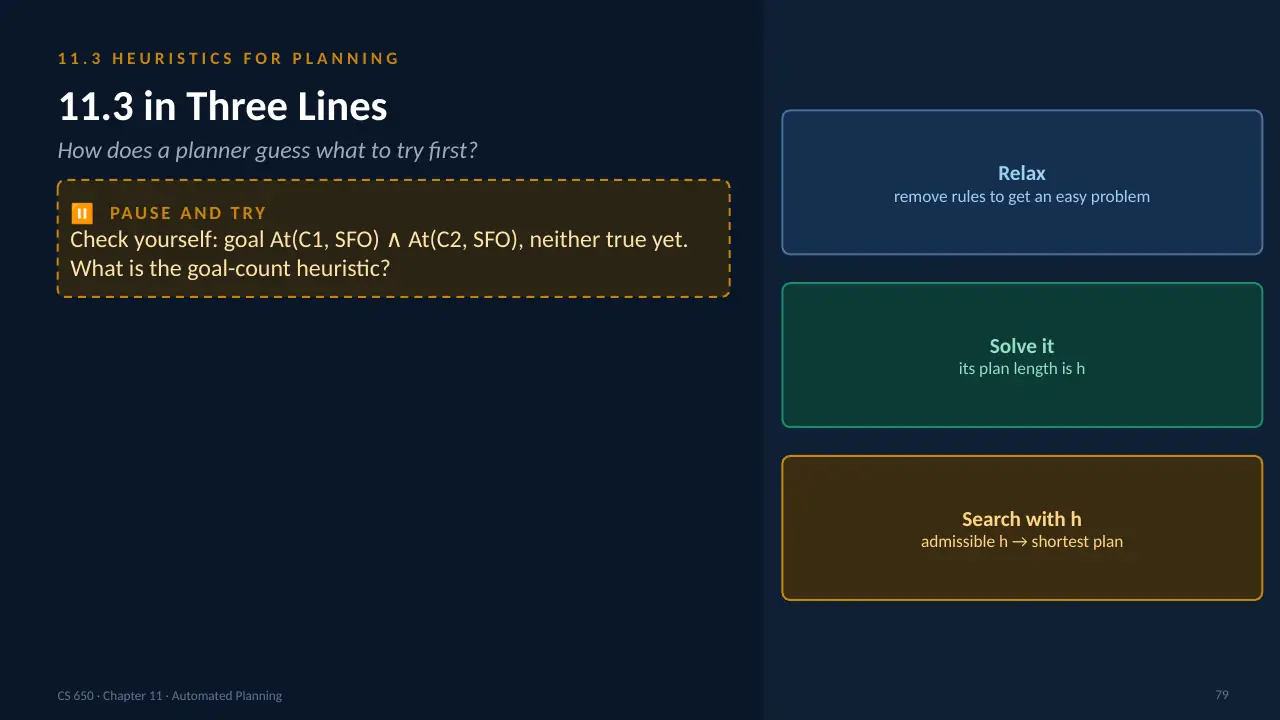 11.3 HEURISTICS FOR PLANNING
11.3 in Three Lines
How does a planner guess what to try first?
⏸ PAUSE AND TRY
Check yourself: goal At(C1, SFO) ∧ At(C2, SFO), neither true yet.
What is the goal-count heuristic?
Relax
remove rules to get an easy problem
Solve it
its plan length is h
Search with h
admissible h → shortest plan
CS 650 · Chapter 11 · Automated Planning
79